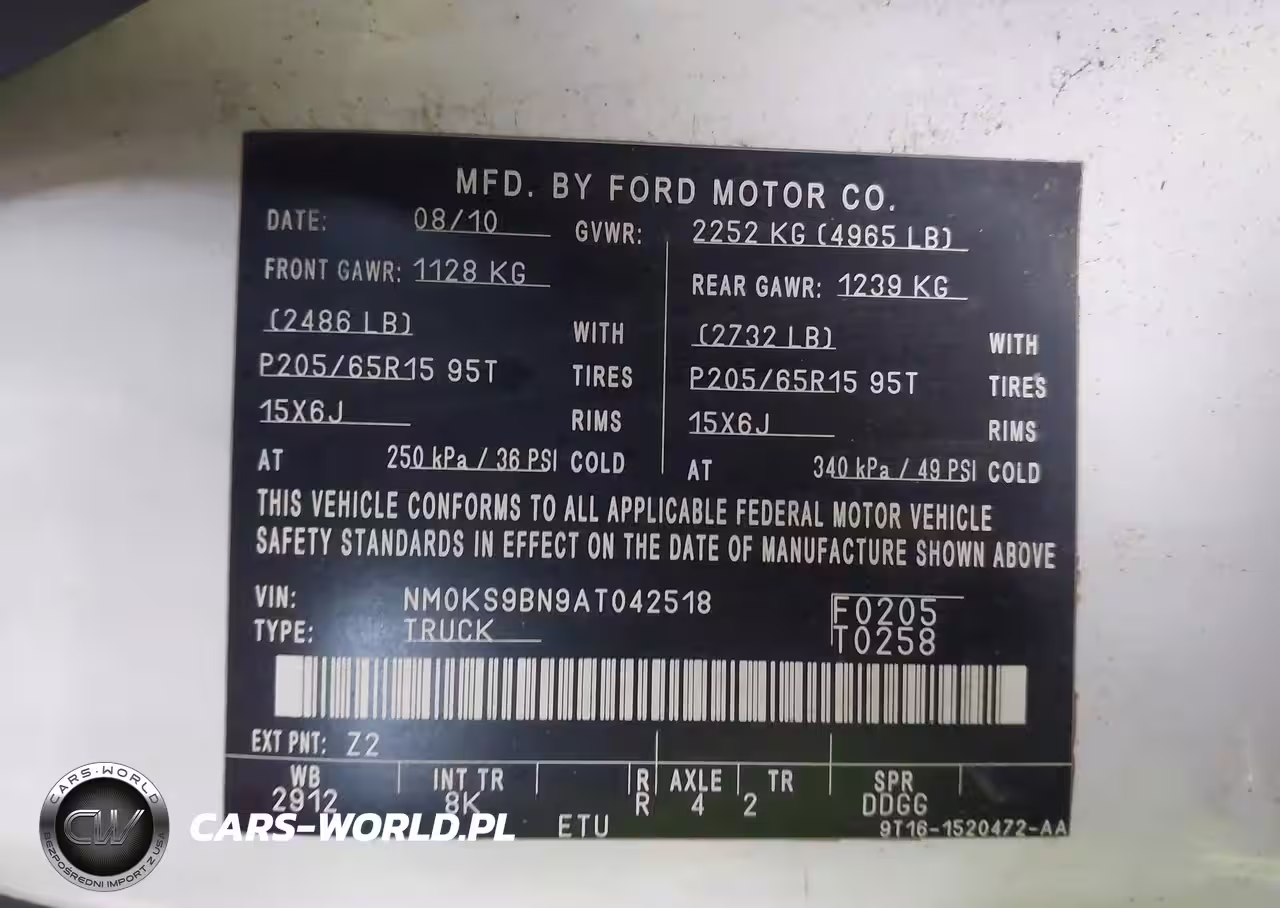 MFD. BY FORD MOTOR CO.
DATE: 08/10 GVWR: 2252 KG (4965 LB)
FRONT GAWR: 1128 KG REAR GAWR: 1239 KG
(2486 LB) WITH (2732 LB) WITH
P205/65R15 95T TIRES P205/65R15 95T TIRES
15X6J RIMS 15X6J RIMS
AT 250 kPa / 36 PSI COLD AT 340 kPa / 49 PSI COLD
THIS VEHICLE CONFORMS TO ALL APPLICABLE FEDERAL MOTOR VEHICLE
SAFETY STANDARDS IN EFFECT ON THE DATE OF MANUFACTURE SHOWN ABOVE
VIN: NM0KS9BN9AT042518 F0205
TYPE: TRUCK T0258
EXT PNT: Z2
WB INT TR R AXLE TR SPR
2912 8K R 4 2 DDGG
ETU 9T16-1520472-AA
CARS-WORLD
CW
BEZPOŚREDNI IMPORT Z USA
CARS-WORLD.PL